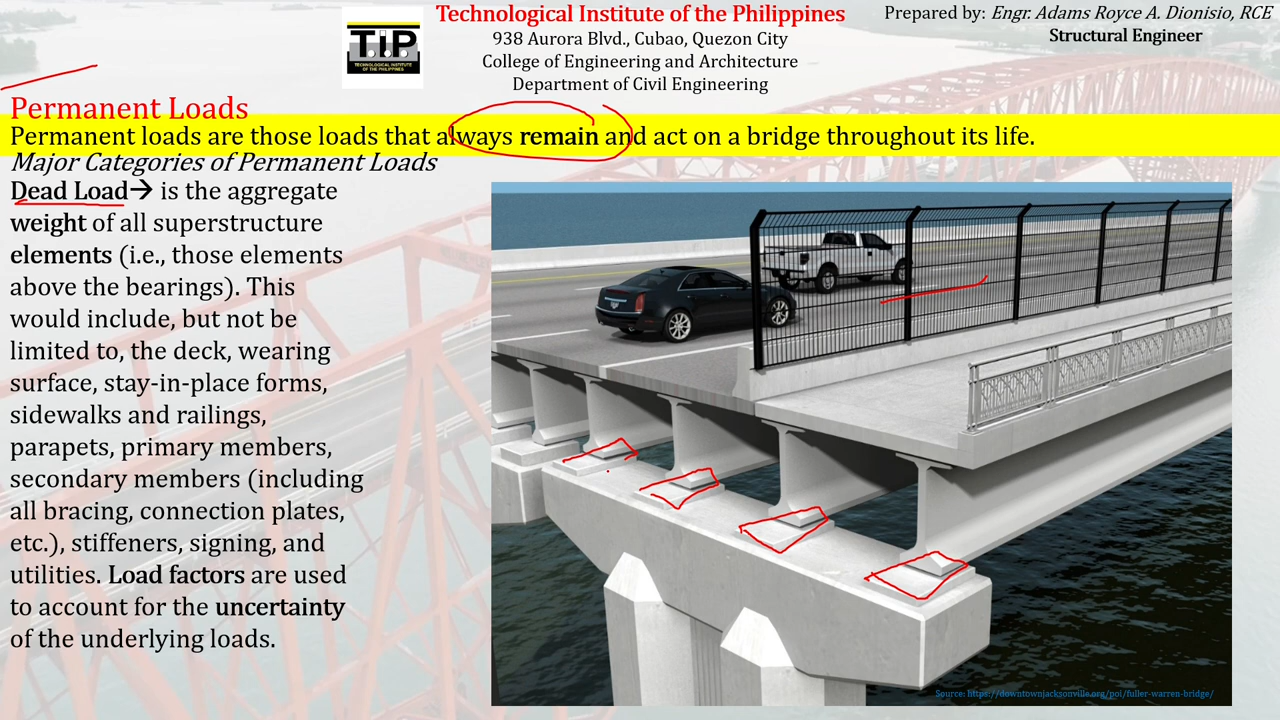 Technological Institute of the Philippines
938 Aurora Blvd., Cubao, Quezon City
College of Engineering and Architecture
Department of Civil Engineering
Prepared by: Engr. Adams Royce A. Dionisio, RCE
Structural Engineer
TiP
TECHNOLOGICAL INSTITUTE
OF THE PHILIPPINES
Permanent Loads
Permanent loads are those loads that always remain and act on a bridge throughout its life.
Major Categories of Permanent Loads
Dead Load→ is the aggregate
weight of all superstructure
elements (i.e., those elements
above the bearings). This
would include, but not be
limited to, the deck, wearing
surface, stay-in-place forms,
sidewalks and railings,
parapets, primary members,
secondary members (including
all bracing, connection plates,
etc.), stiffeners, signing, and
utilities. Load factors are used
to account for the uncertainty
of the underlying loads.
Source: https://downtownjacksonville.org/poi/fuller-warren-bridge/